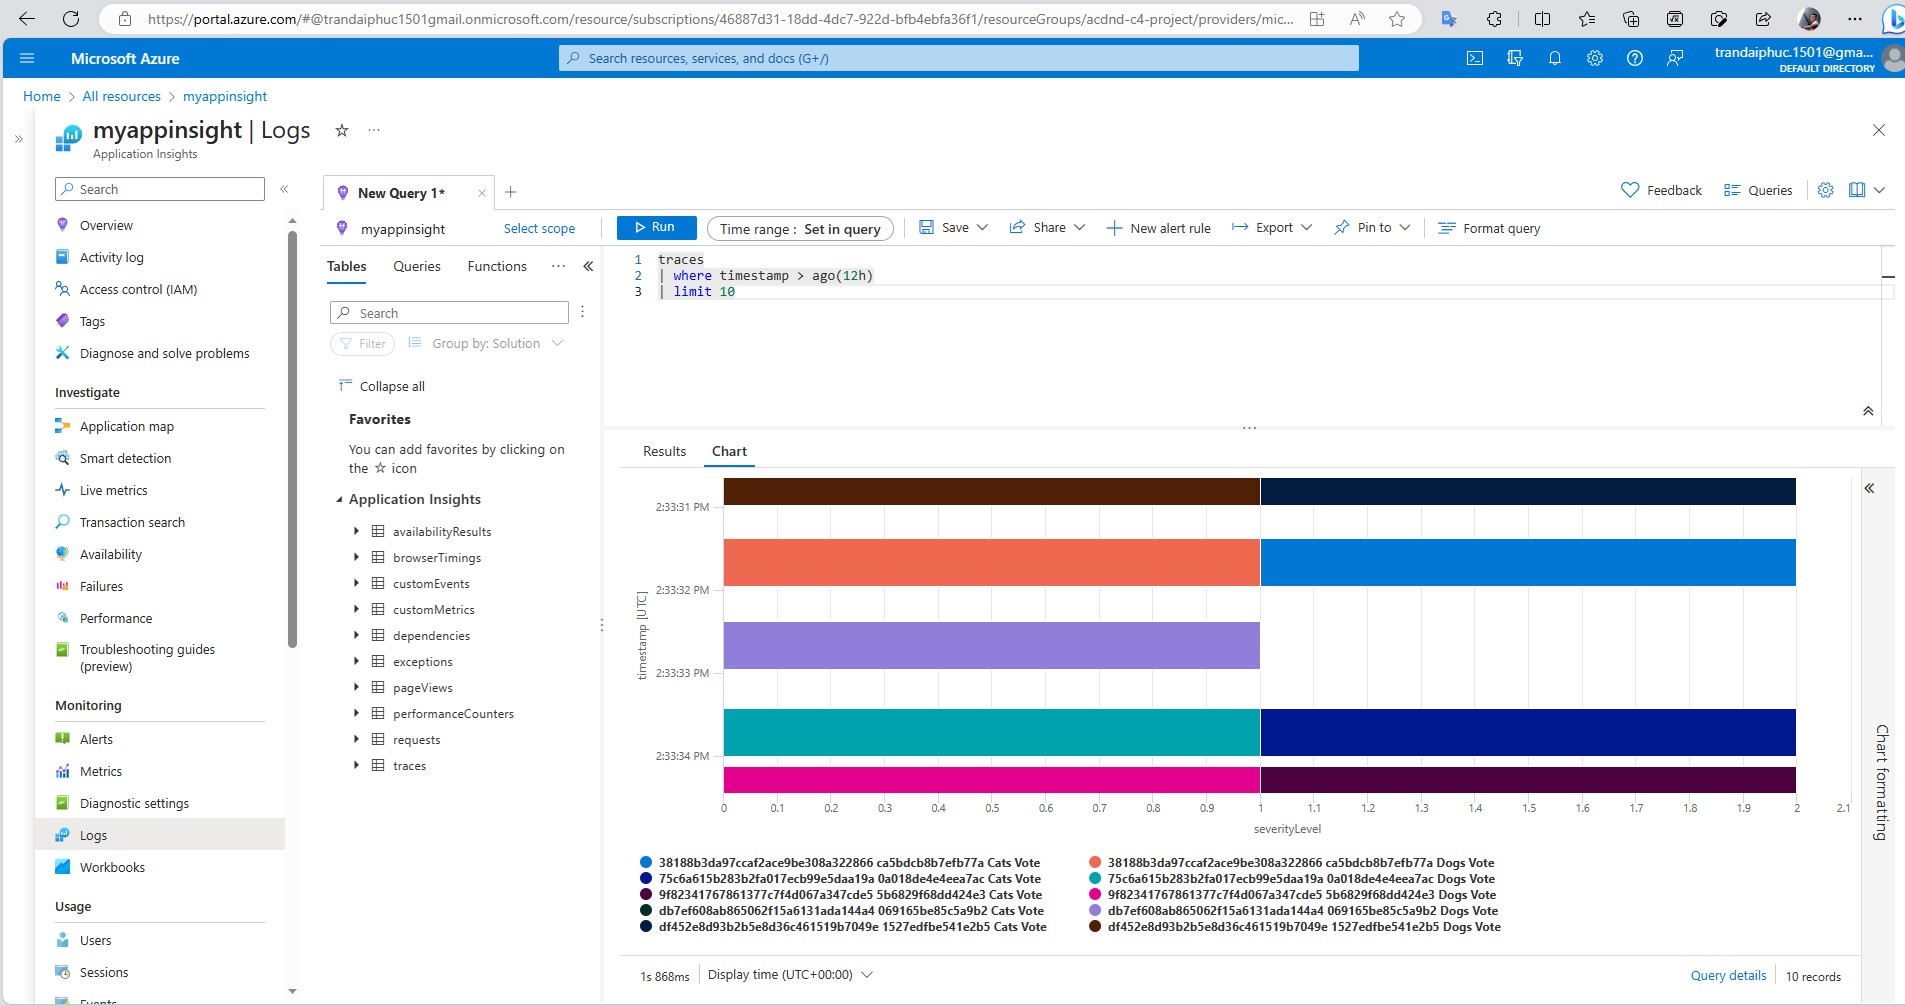 https://portal.azure.com/#@trandaiphuc1501gmail.onmicrosoft.com/resource/subscriptions/46887d31-18dd-4dc7-922d-bfb4ebfa36f1/resourceGroups/acdnd-c4-project/providers/mic...
Microsoft Azure
Search resources, services, and docs (G+/)
trandaiphuc.1501@gma...
DEFAULT DIRECTORY
Home > All resources > myappinsight
myappinsight | Logs
Application Insights
Search
Overview
Activity log
Access control (IAM)
Tags
Diagnose and solve problems
Investigate
Application map
Smart detection
Live metrics
Transaction search
Availability
Failures
Performance
Troubleshooting guides
(preview)
Monitoring
Alerts
Metrics
Diagnostic settings
Logs
Workbooks
Usage
Users
Sessions
Events
New Query 1*
Feedback
Queries
myappinsight
Select scope
Run
Time range : Set in query
Save
Share
New alert rule
Export
Pin to
Format query
Tables
Queries
Functions
Search
Filter
Group by: Solution
Collapse all
Favorites
You can add favorites by clicking on
the ☆ icon
Application Insights
availabilityResults
browserTimings
customEvents
customMetrics
dependencies
exceptions
pageViews
performanceCounters
requests
traces
1 traces
2 | where timestamp > ago(12h)
3 | limit 10
Results
Chart
timestamp [UTC]
2:33:31 PM
2:33:32 PM
2:33:33 PM
2:33:34 PM
0 0.1 0.2 0.3 0.4 0.5 0.6 0.7 0.8 0.9 1 1.1 1.2 1.3 1.4 1.5 1.6 1.7 1.8 1.9 2 2.1
severityLevel
Chart formatting
38188b3da97ccaf2ace9be308a322866 ca5bdcb8b7efb77a Cats Vote
38188b3da97ccaf2ace9be308a322866 ca5bdcb8b7efb77a Dogs Vote
75c6a615b283b2fa017ecb99e5daa19a 0a018de4e4eea7ac Cats Vote
75c6a615b283b2fa017ecb99e5daa19a 0a018de4e4eea7ac Dogs Vote
9f82341767861377c7f4d067a347cde5 5b6829f68dd424e3 Cats Vote
9f82341767861377c7f4d067a347cde5 5b6829f68dd424e3 Dogs Vote
db7ef608ab865062f15a6131ada144a4 069165be85c5a9b2 Cats Vote
db7ef608ab865062f15a6131ada144a4 069165be85c5a9b2 Dogs Vote
df452e8d93b2b5e8d36c461519b7049e 1527edfbe541e2b5 Cats Vote
df452e8d93b2b5e8d36c461519b7049e 1527edfbe541e2b5 Dogs Vote
1s 868ms
Display time (UTC+00:00)
Query details
10 records